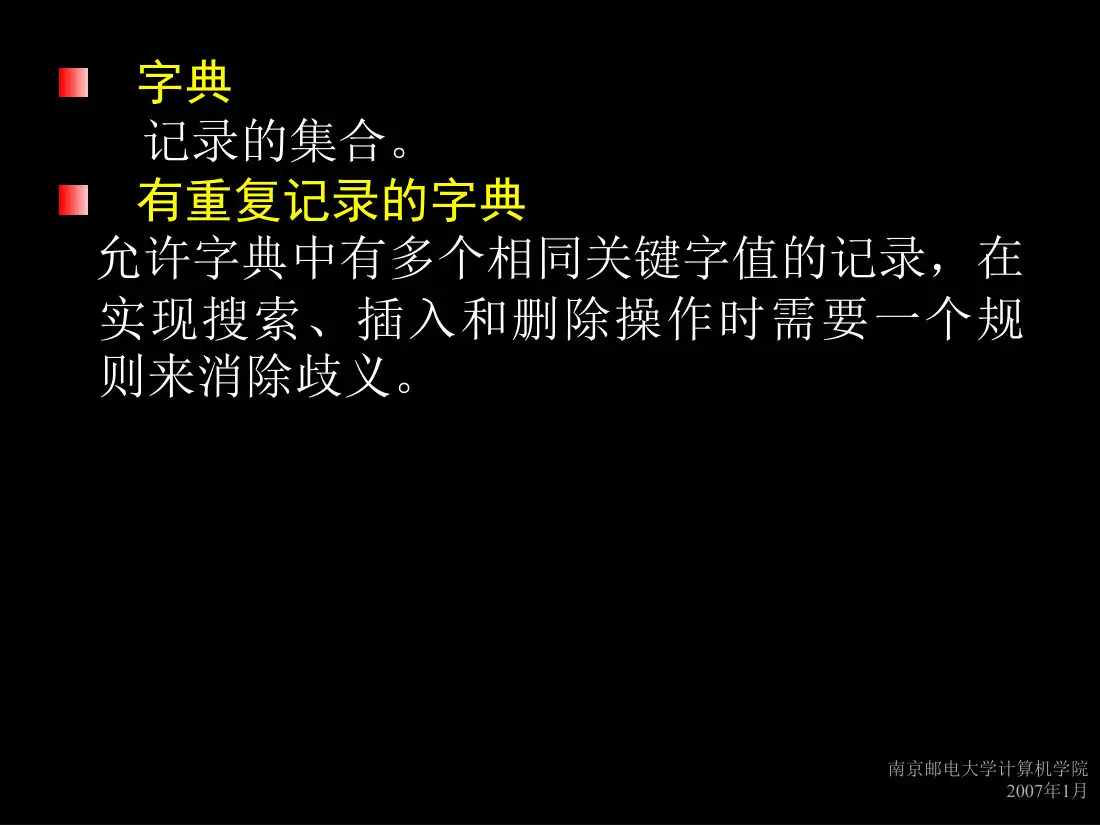 字典
记录的集合。
有重复记录的字典
允许字典中有多个相同关键字值的记录，在
实现搜索、插入和删除操作时需要一个规
则来消除歧义。
南京邮电大学计算机学院
2007年1月